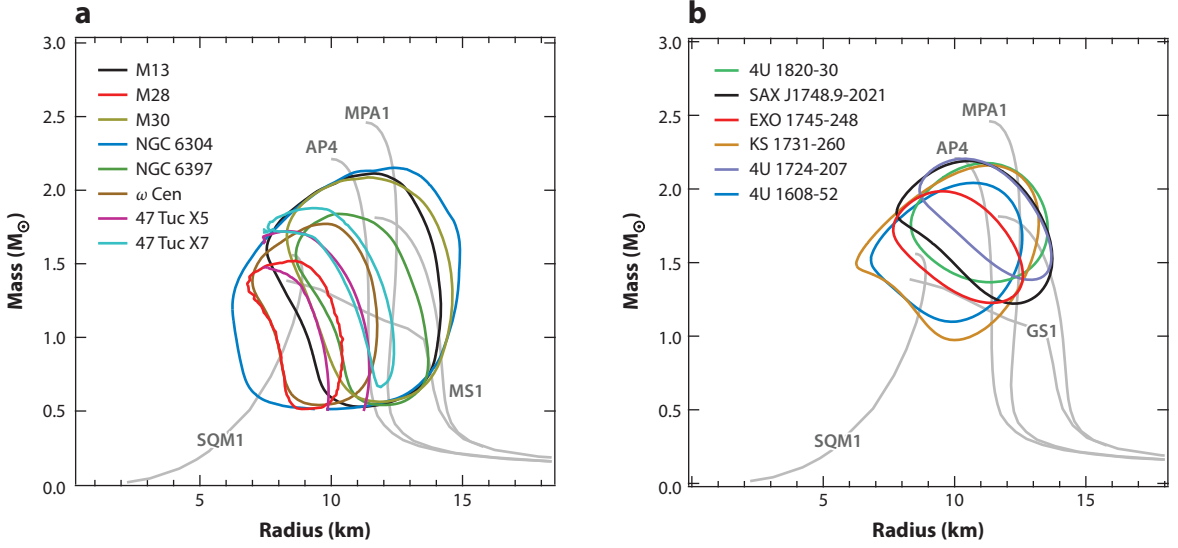 a
3.0
2.5
2.0
1.5
1.0
0.5
0.0
Mass (M☉)
5
10
15
Radius (km)
M13
M28
M30
NGC 6304
NGC 6397
ω Cen
47 Tuc X5
47 Tuc X7
MPA1
AP4
MS1
SQM1
b
3.0
2.5
2.0
1.5
1.0
0.5
0.0
Mass (M☉)
5
10
15
Radius (km)
4U 1820-30
SAX J1748.9-2021
EXO 1745-248
KS 1731-260
4U 1724-207
4U 1608-52
MPA1
AP4
GS1
SQM1